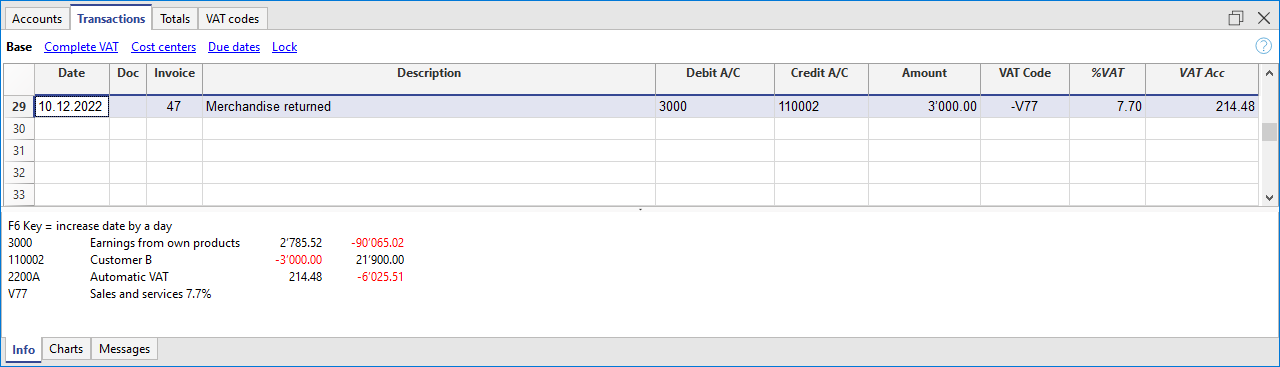 Accounts Transactions Totals VAT codes
Base Complete VAT Cost centers Due dates Lock ?
Date Doc Invoice Description Debit A/C Credit A/C Amount VAT Code %VAT VAT Acc
29 10.12.2022 47 Merchandise returned 3000 110002 3'000.00 -V77 7.70 214.48
30
31
32
33
F6 Key = increase date by a day
3000 Earnings from own products 2'785.52 -90'065.02
110002 Customer B -3'000.00 21'900.00
2200A Automatic VAT 214.48 -6'025.51
V77 Sales and services 7.7%
Info Charts Messages